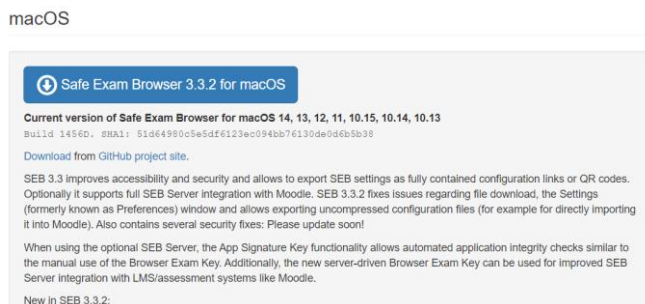 macOS
Safe Exam Browser 3.3.2 for macOS
Current version of Safe Exam Browser for macOS 14, 13, 12, 11, 10.15, 10.14, 10.13
Build 1456D. SHA1: 51d64980c5e5df6123ec094bb76130de0d6b5b38
Download from GitHub project site.
SEB 3.3 improves accessibility and security and allows to export SEB settings as fully contained configuration links or QR codes.
Optionally it supports full SEB Server integration with Moodle. SEB 3.3.2 fixes issues regarding file download, the Settings
(formerly known as Preferences) window and allows exporting uncompressed configuration files (for example for directly importing
it into Moodle). Also contains several security fixes: Please update soon!
When using the optional SEB Server, the App Signature Key functionality allows automated application integrity checks similar to
the manual use of the Browser Exam Key. Additionally, the new server-driven Browser Exam Key can be used for improved SEB
Server integration with LMS/assessment systems like Moodle.
New in SEB 3.3.2: